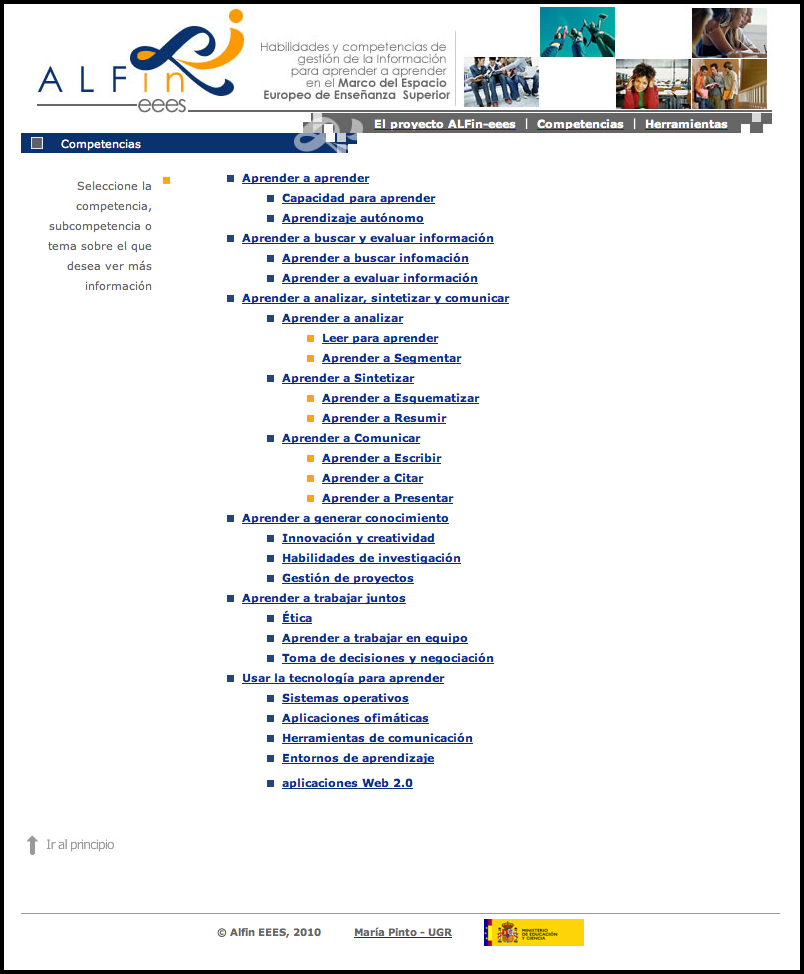 ALFin
eees
Habilidades y competencias de
gestión de la Información
para aprender a aprender
en el Marco del Espacio
Europeo de Enseñanza Superior
El proyecto ALFin-eees | Competencias | Herramientas
Competencias
Seleccione la
competencia,
subcompetencia o
tema sobre el que
desea ver más
información
Aprender a aprender
Capacidad para aprender
Aprendizaje autónomo
Aprender a buscar y evaluar información
Aprender a buscar infomación
Aprender a evaluar información
Aprender a analizar, sintetizar y comunicar
Aprender a analizar
Leer para aprender
Aprender a Segmentar
Aprender a Sintetizar
Aprender a Esquematizar
Aprender a Resumir
Aprender a Comunicar
Aprender a Escribir
Aprender a Citar
Aprender a Presentar
Aprender a generar conocimiento
Innovación y creatividad
Habilidades de investigación
Gestión de proyectos
Aprender a trabajar juntos
Ética
Aprender a trabajar en equipo
Toma de decisiones y negociación
Usar la tecnología para aprender
Sistemas operativos
Aplicaciones ofimáticas
Herramientas de comunicación
Entornos de aprendizaje
aplicaciones Web 2.0
Ir al principio
© Alfin EEES, 2010 María Pinto - UGR
MINISTERIO
DE EDUCACIÓN
Y CIENCIA